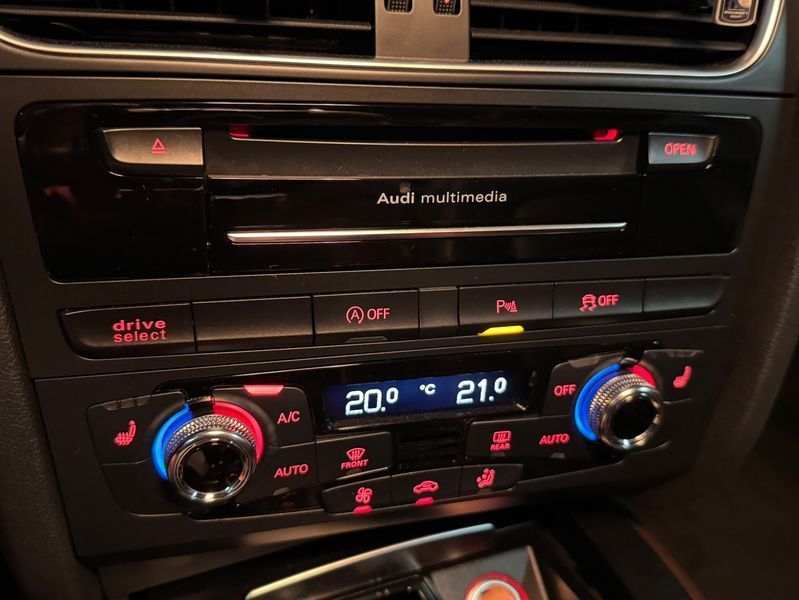 OPEN
Audi multimedia
drive
select
A OFF
P
OFF
20.0 °C 21.0
OFF
A/C
AUTO
FRONT
REAR
AUTO